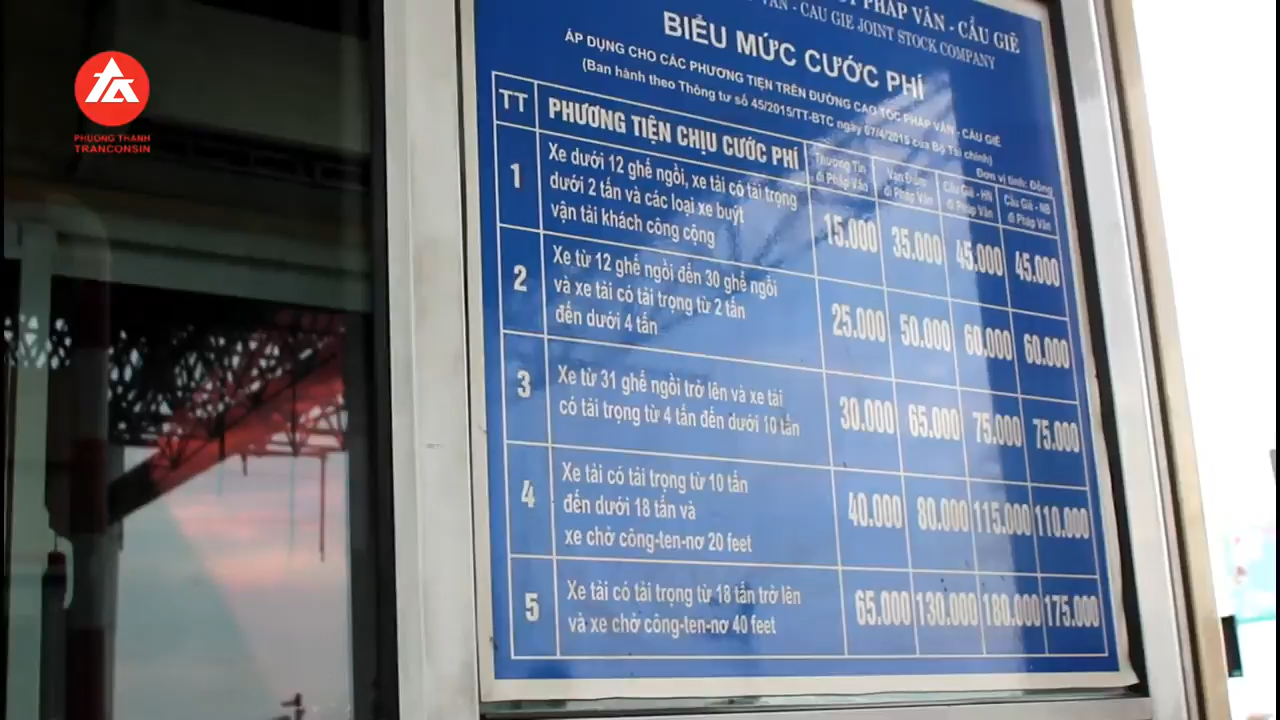 PHƯƠNG THÀNH
TRANCONSIN
PHÁP VÂN - CẦU GIẼ
VÂN - CAU GIE JOINT STOCK COMPANY
BIỂU MỨC CƯỚC PHÍ
ÁP DỤNG CHO CÁC PHƯƠNG TIỆN TRÊN ĐƯỜNG CAO TỐC PHÁP VÂN - CẦU GIẼ
(Ban hành theo Thông tư số 45/2015/TT-BTC ngày 07/4/2015 của Bộ Tài chính)
Đơn vị tính: Đồng
TT PHƯƠNG TIỆN CHỊU CƯỚC PHÍ Thường Tín đi Pháp Vân Vạn Điểm đi Pháp Vân Cầu Giẽ - HN đi Pháp Vân Cầu Giẽ - NB đi Pháp Vân
1 Xe dưới 12 ghế ngồi, xe tải có tải trọng
dưới 2 tấn và các loại xe buýt
vận tải khách công cộng
15.000 35.000 45.000 45.000
2 Xe từ 12 ghế ngồi đến 30 ghế ngồi
và xe tải có tải trọng từ 2 tấn
đến dưới 4 tấn
25.000 50.000 60.000 60.000
3 Xe từ 31 ghế ngồi trở lên và xe tải
có tải trọng từ 4 tấn đến dưới 10 tấn
30.000 65.000 75.000 75.000
4 Xe tải có tải trọng từ 10 tấn
đến dưới 18 tấn và
xe chở công-ten-nơ 20 feet
40.000 80.000 115.000 110.000
5 Xe tải có tải trọng từ 18 tấn trở lên
và xe chở công-ten-nơ 40 feet
65.000 130.000 180.000 175.000